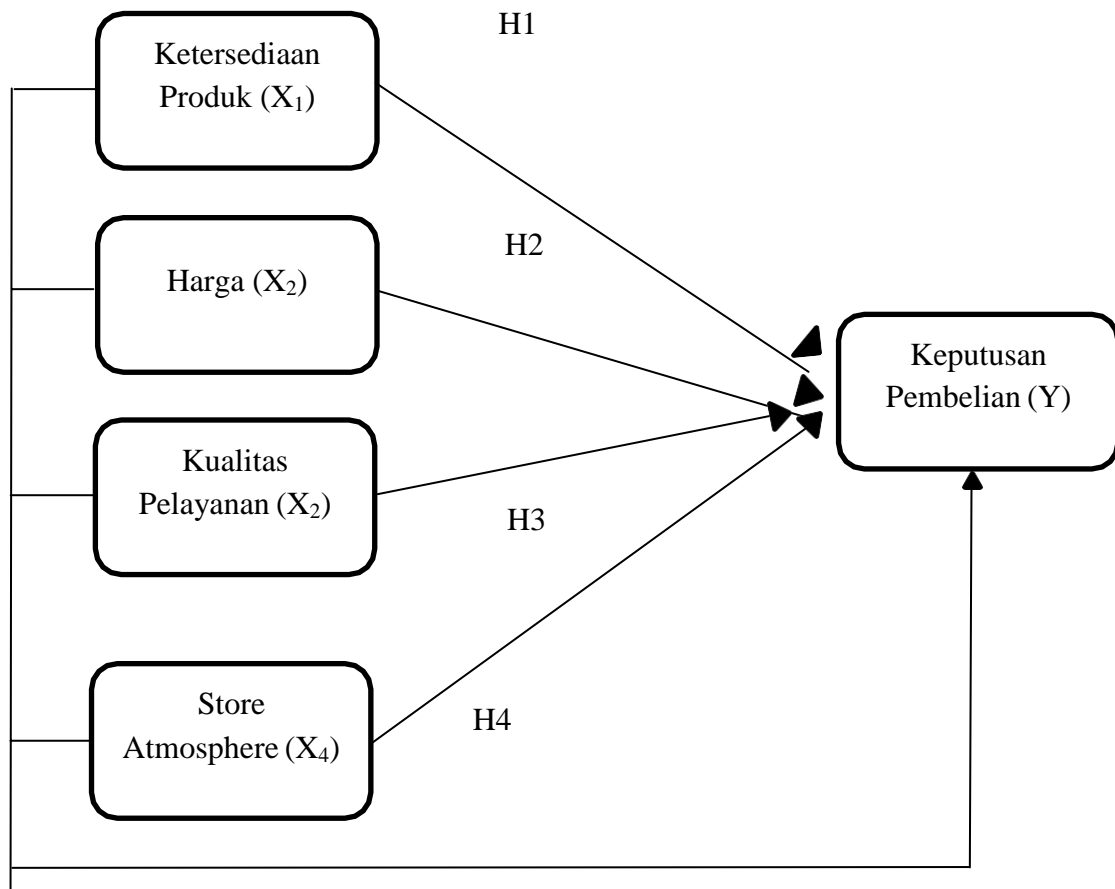 H1
Ketersediaan
Produk (X₁)
H2
Harga (X₂)
Keputusan
Pembelian (Y)
Kualitas
Pelayanan (X₂)
H3
Store
Atmosphere (X₄)
H4